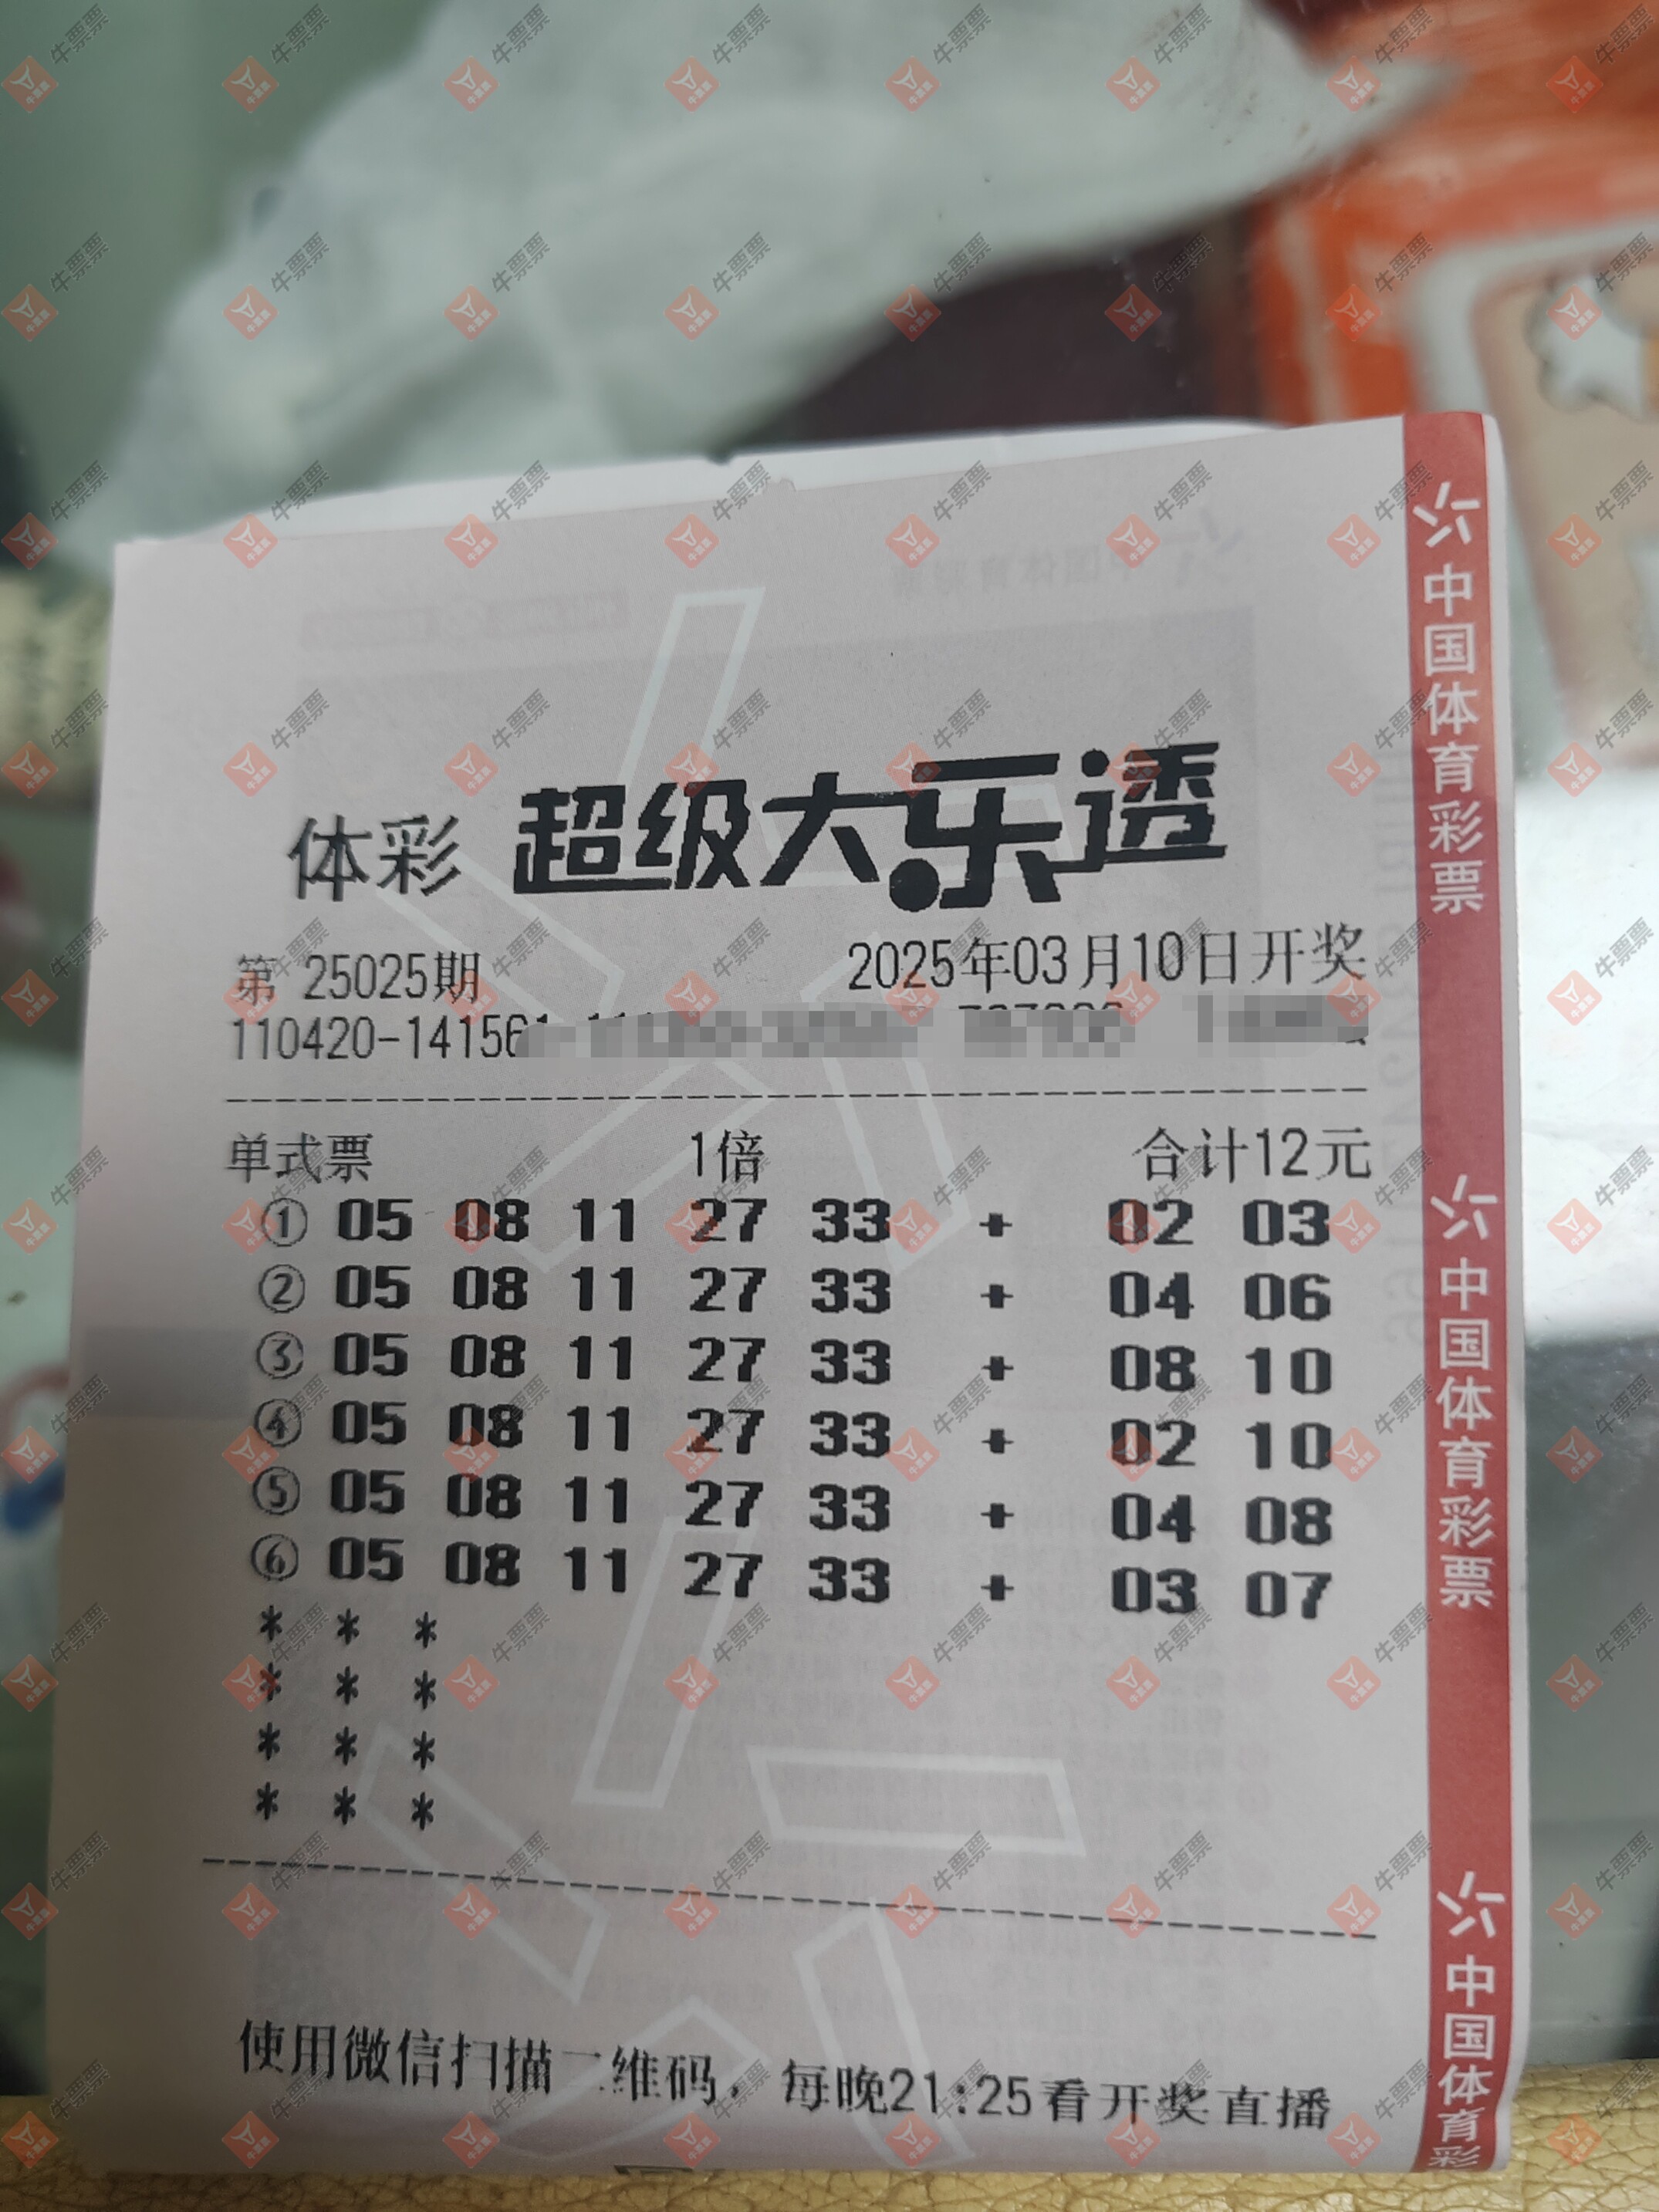 体彩 超级大乐透
第 25025期 2025年03月10日开奖
110420-141561
单式票 1倍 合计12元
① 05 08 11 27 33 + 02 03
② 05 08 11 27 33 + 04 06
③ 05 08 11 27 33 + 08 10
④ 05 08 11 27 33 + 02 10
⑤ 05 08 11 27 33 + 04 08
⑥ 05 08 11 27 33 + 03 07
* * *
* * *
* * *
* * *
使用微信扫描二维码，每晚21:25看开奖直播
中国体育彩票
中国体育彩票
中国体育彩
牛票票